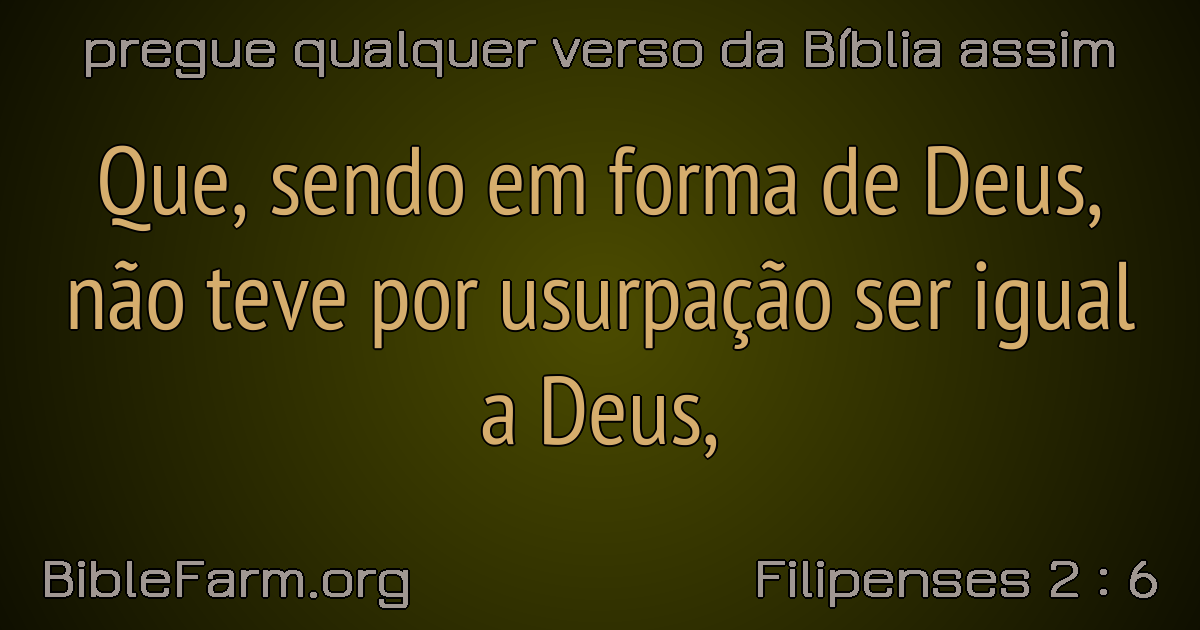 pregue qualquer verso da Bíblia assim
Que, sendo em forma de Deus,
não teve por usurpação ser igual
a Deus,
BibleFarm.org
Filipenses 2 : 6